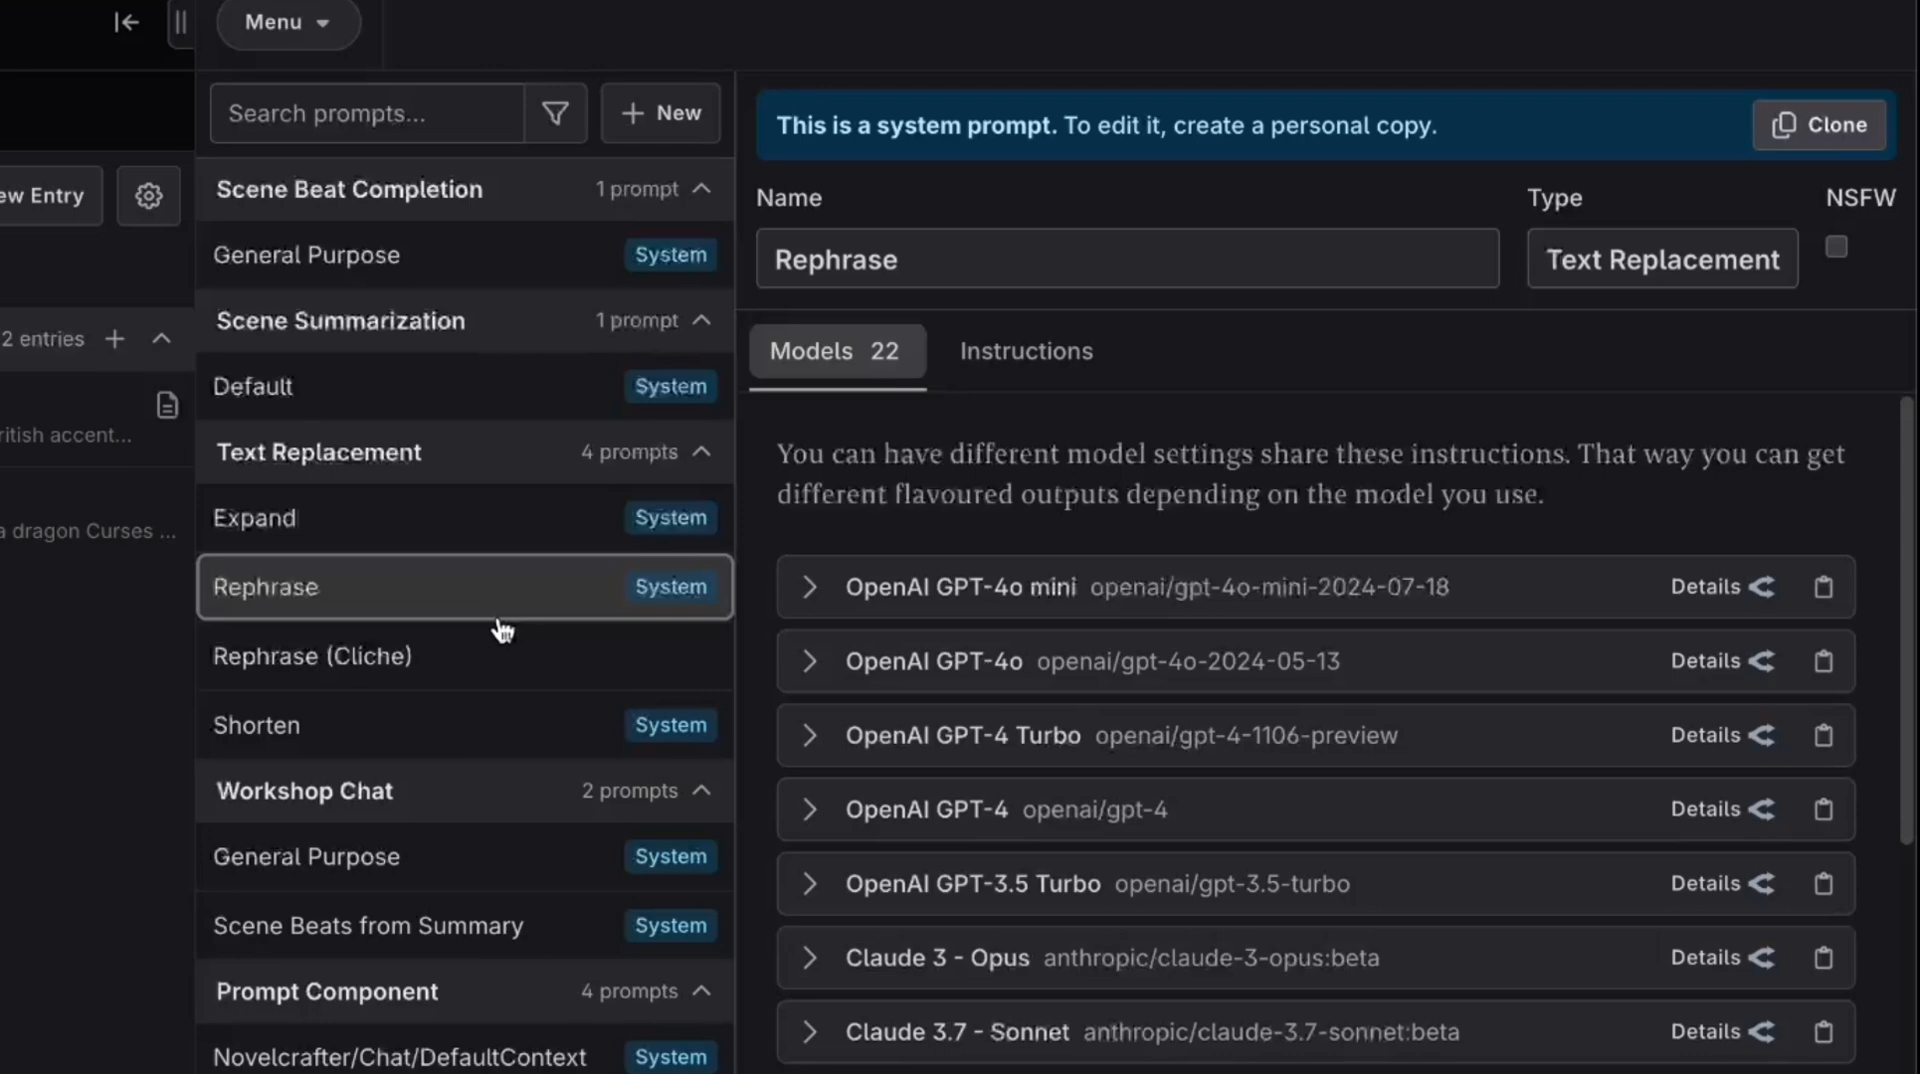 Menu
Search prompts...
New
Scene Beat Completion 1 prompt
General Purpose System
Scene Summarization 1 prompt
Default System
Text Replacement 4 prompts
Expand System
Rephrase System
Rephrase (Cliche)
Shorten System
Workshop Chat 2 prompts
General Purpose System
Scene Beats from Summary System
Prompt Component 4 prompts
Novelcrafter/Chat/DefaultContext System
ew Entry
2 entries
ritish accent...
a dragon Curses ...
This is a system prompt. To edit it, create a personal copy.
Clone
Name
Type
NSFW
Rephrase
Text Replacement
Models 22
Instructions
You can have different model settings share these instructions. That way you can get
different flavoured outputs depending on the model you use.
OpenAI GPT-4o mini openai/gpt-4o-mini-2024-07-18 Details
OpenAI GPT-4o openai/gpt-4o-2024-05-13 Details
OpenAI GPT-4 Turbo openai/gpt-4-1106-preview Details
OpenAI GPT-4 openai/gpt-4 Details
OpenAI GPT-3.5 Turbo openai/gpt-3.5-turbo Details
Claude 3 - Opus anthropic/claude-3-opus:beta Details
Claude 3.7 - Sonnet anthropic/claude-3.7-sonnet:beta Details